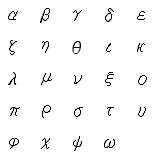 α β γ δ ε
ζ η θ ι κ
λ μ ν ξ ο
π ρ σ τ υ
φ χ ψ ω